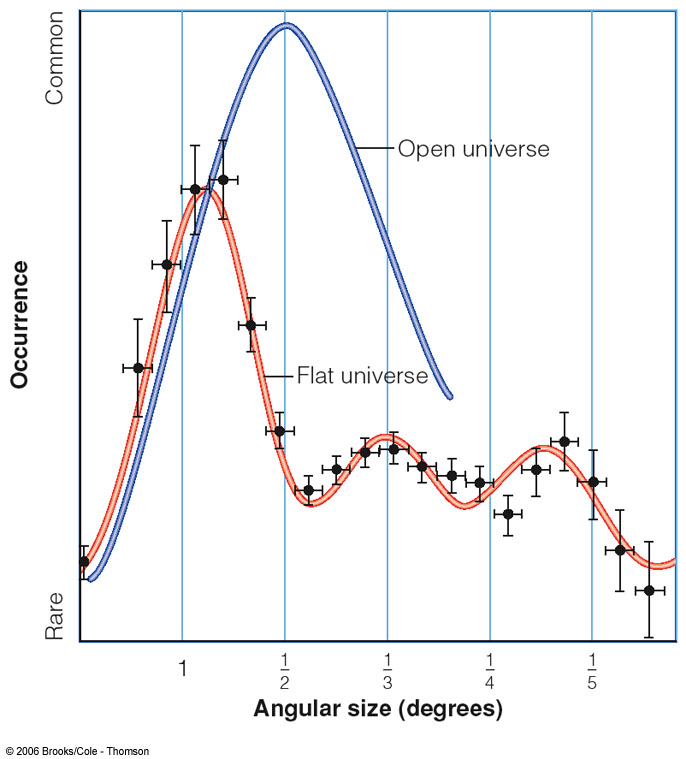 Common
Open universe
Occurrence
Flat universe
Rare
1
1/2
1/3
1/4
1/5
Angular size (degrees)
© 2006 Brooks/Cole - Thomson